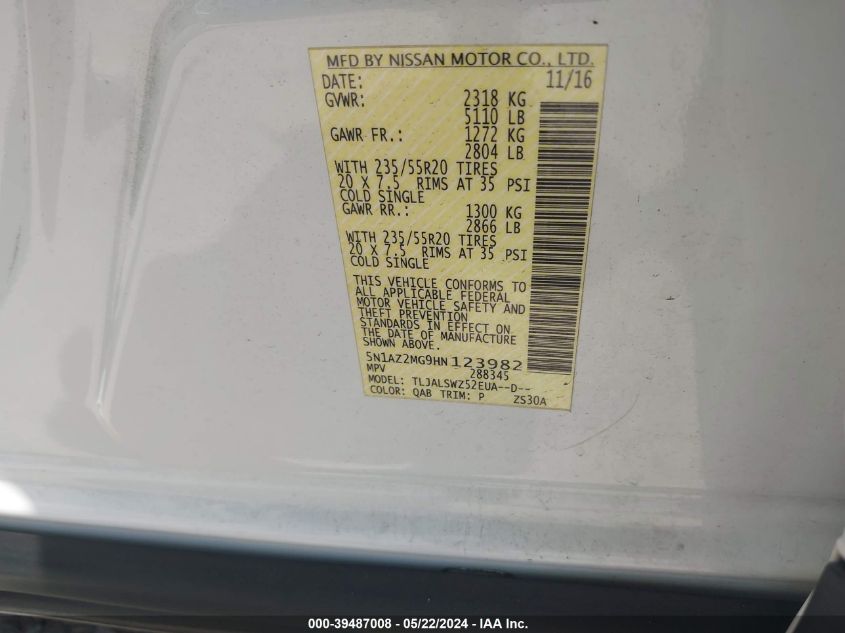 MFD BY NISSAN MOTOR CO., LTD.
DATE: 11/16
GVWR: 2318 KG
5110 LB
GAWR FR.: 1272 KG
2804 LB
WITH 235/55R20 TIRES
20 X 7.5 RIMS AT 35 PSI
COLD SINGLE
GAWR RR.: 1300 KG
2866 LB
WITH 235/55R20 TIRES
20 X 7.5 RIMS AT 35 PSI
COLD SINGLE
THIS VEHICLE CONFORMS TO
ALL APPLICABLE FEDERAL
MOTOR VEHICLE SAFETY AND
THEFT PREVENTION
STANDARDS IN EFFECT ON
THE DATE OF MANUFACTURE
SHOWN ABOVE.
5N1AZ2MG9HN123982
MPV 288345
MODEL: TLJALSWZ52EUA--D--
COLOR: QAB TRIM: P ZS30A
000-39487008 - 05/22/2024 - IAA Inc.